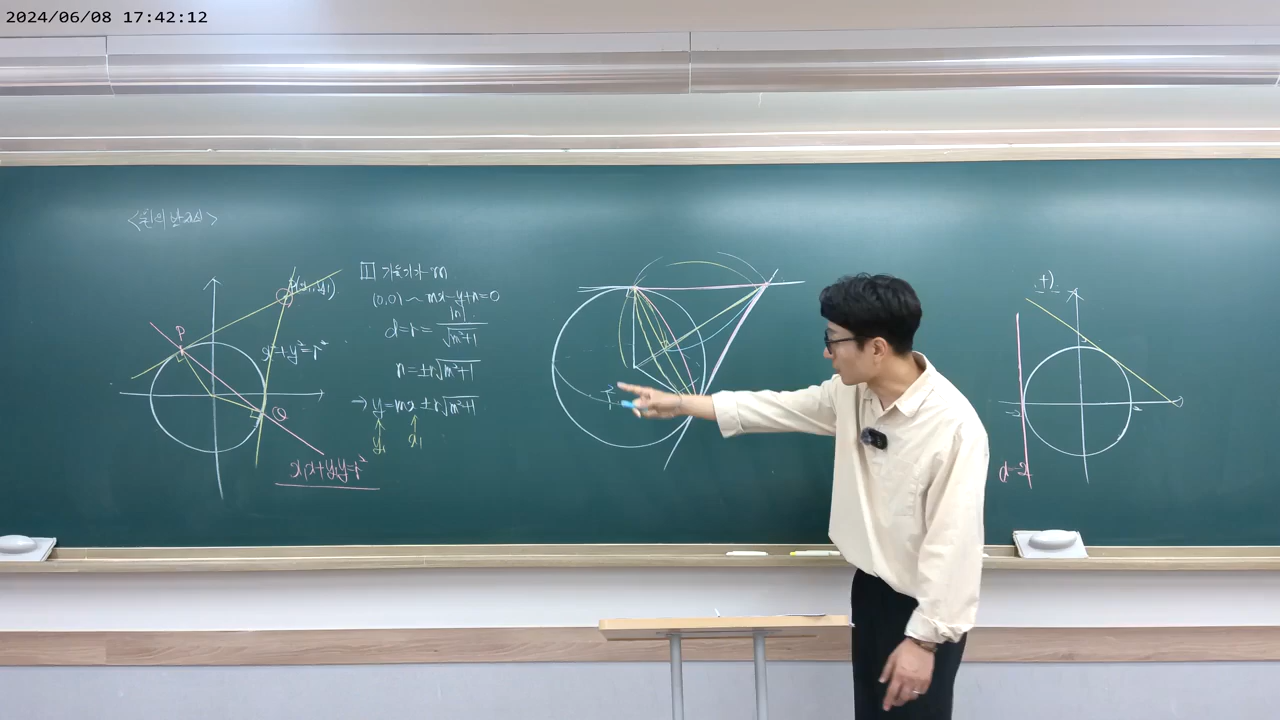 2024/06/08 17:42:12
<원의 방정식>
P
(x₁, y₁)
x²+y²=r²
Q
x₁x+y₁y=r²
1 기울기가 m
(0,0) ~ mx-y+n=0
d=r=|n|/√m²+1
n=±r√m²+1
→ y=mx±r√m²+1
y₁ x₁
-2
2